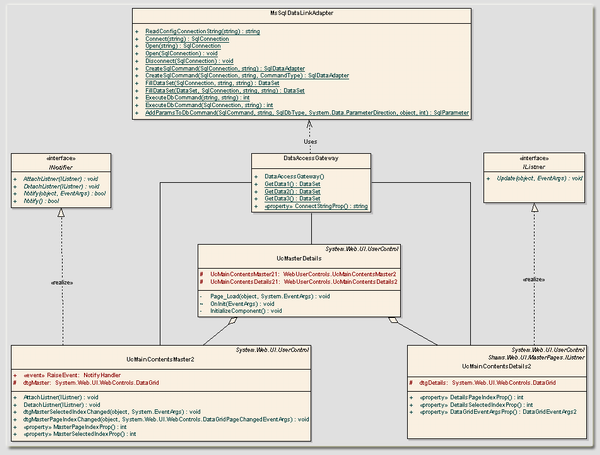 MsSqlDataLinkAdapter
+ ReadConfigConnectionString(string) : string
+ Connect(string) : SqlConnection
+ Open(string) : SqlConnection
+ Open(SqlConnection) : void
+ Disconnect(SqlConnection) : void
+ CreateSqlCommand(SqlConnection, string) : SqlDataAdapter
+ CreateSqlCommand(SqlConnection, string, CommandType) : SqlDataAdapter
+ FillDataSet(SqlConnection, string, string) : DataSet
+ FillDataSet(DataSet, SqlConnection, string, string) : DataSet
+ ExecuteDbCommand(string, string) : int
+ ExecuteDbCommand(SqlConnection, string) : int
+ AddParamsToDbCommand(SqlCommand, string, SqlDbType, System.Data.ParameterDirection, object, int) : SqlParameter
Uses
«interface»
INotifier
+ AttachListner(IListner) : void
+ DetachListner(IListner) : void
+ Notify(object, EventArgs) : bool
+ Notify() : bool
DataAccessGateway
+ DataAccessGateway()
+ GetData1() : DataSet
+ GetData2() : DataSet
+ GetData3() : DataSet
+ «property» ConnectStringProp() : string
«interface»
IListner
+ Update(object, EventArgs) : void
«realize»
«realize»
System.Web.UI.UserControl
UcMasterDetails
# UcMainContentsMaster21: WebUserControls.UcMainContentsMaster2
# UcMainContentsDetails21: WebUserControls.UcMainContentsDetails2
- Page_Load(object, System.EventArgs) : void
~ OnInit(EventArgs) : void
- InitializeComponent() : void
System.Web.UI.UserControl
UcMainContentsMaster2
+ «event» RaiseEvent: NotifyHandler
# dtgMaster: System.Web.UI.WebControls.DataGrid
+ AttachListner(IListner) : void
+ DetachListner(IListner) : void
+ dtgMasterSelectedIndexChanged(object, System.EventArgs) : void
+ dtgMasterPageIndexChanged(object, System.Web.UI.WebControls.DataGridPageChangedEventArgs) : void
+ «property» MasterPageIndexProp() : int
+ «property» MasterSelectedIndexProp() : int
System.Web.UI.UserControl
Shaws.Web.UI.MasterPages.IListner
UcMainContentsDetails2
# dtgDetails: System.Web.UI.WebControls.DataGrid
+ «property» DetailsPageIndexProp() : int
+ «property» DetailsSelectedIndexProp() : int
+ «property» DataGridEventArgsProp() : DataGridEventArgs2